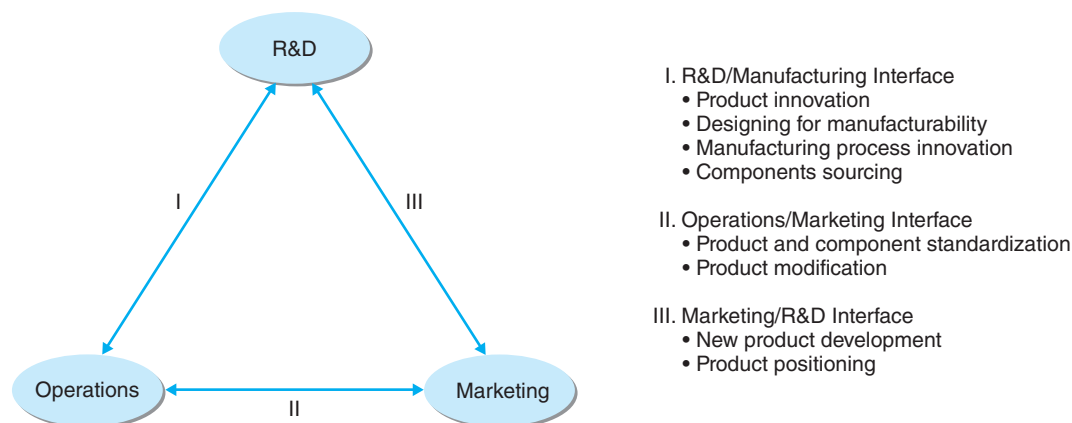 R&D
I
III
Operations
II
Marketing
I. R&D/Manufacturing Interface
• Product innovation
• Designing for manufacturability
• Manufacturing process innovation
• Components sourcing
II. Operations/Marketing Interface
• Product and component standardization
• Product modification
III. Marketing/R&D Interface
• New product development
• Product positioning